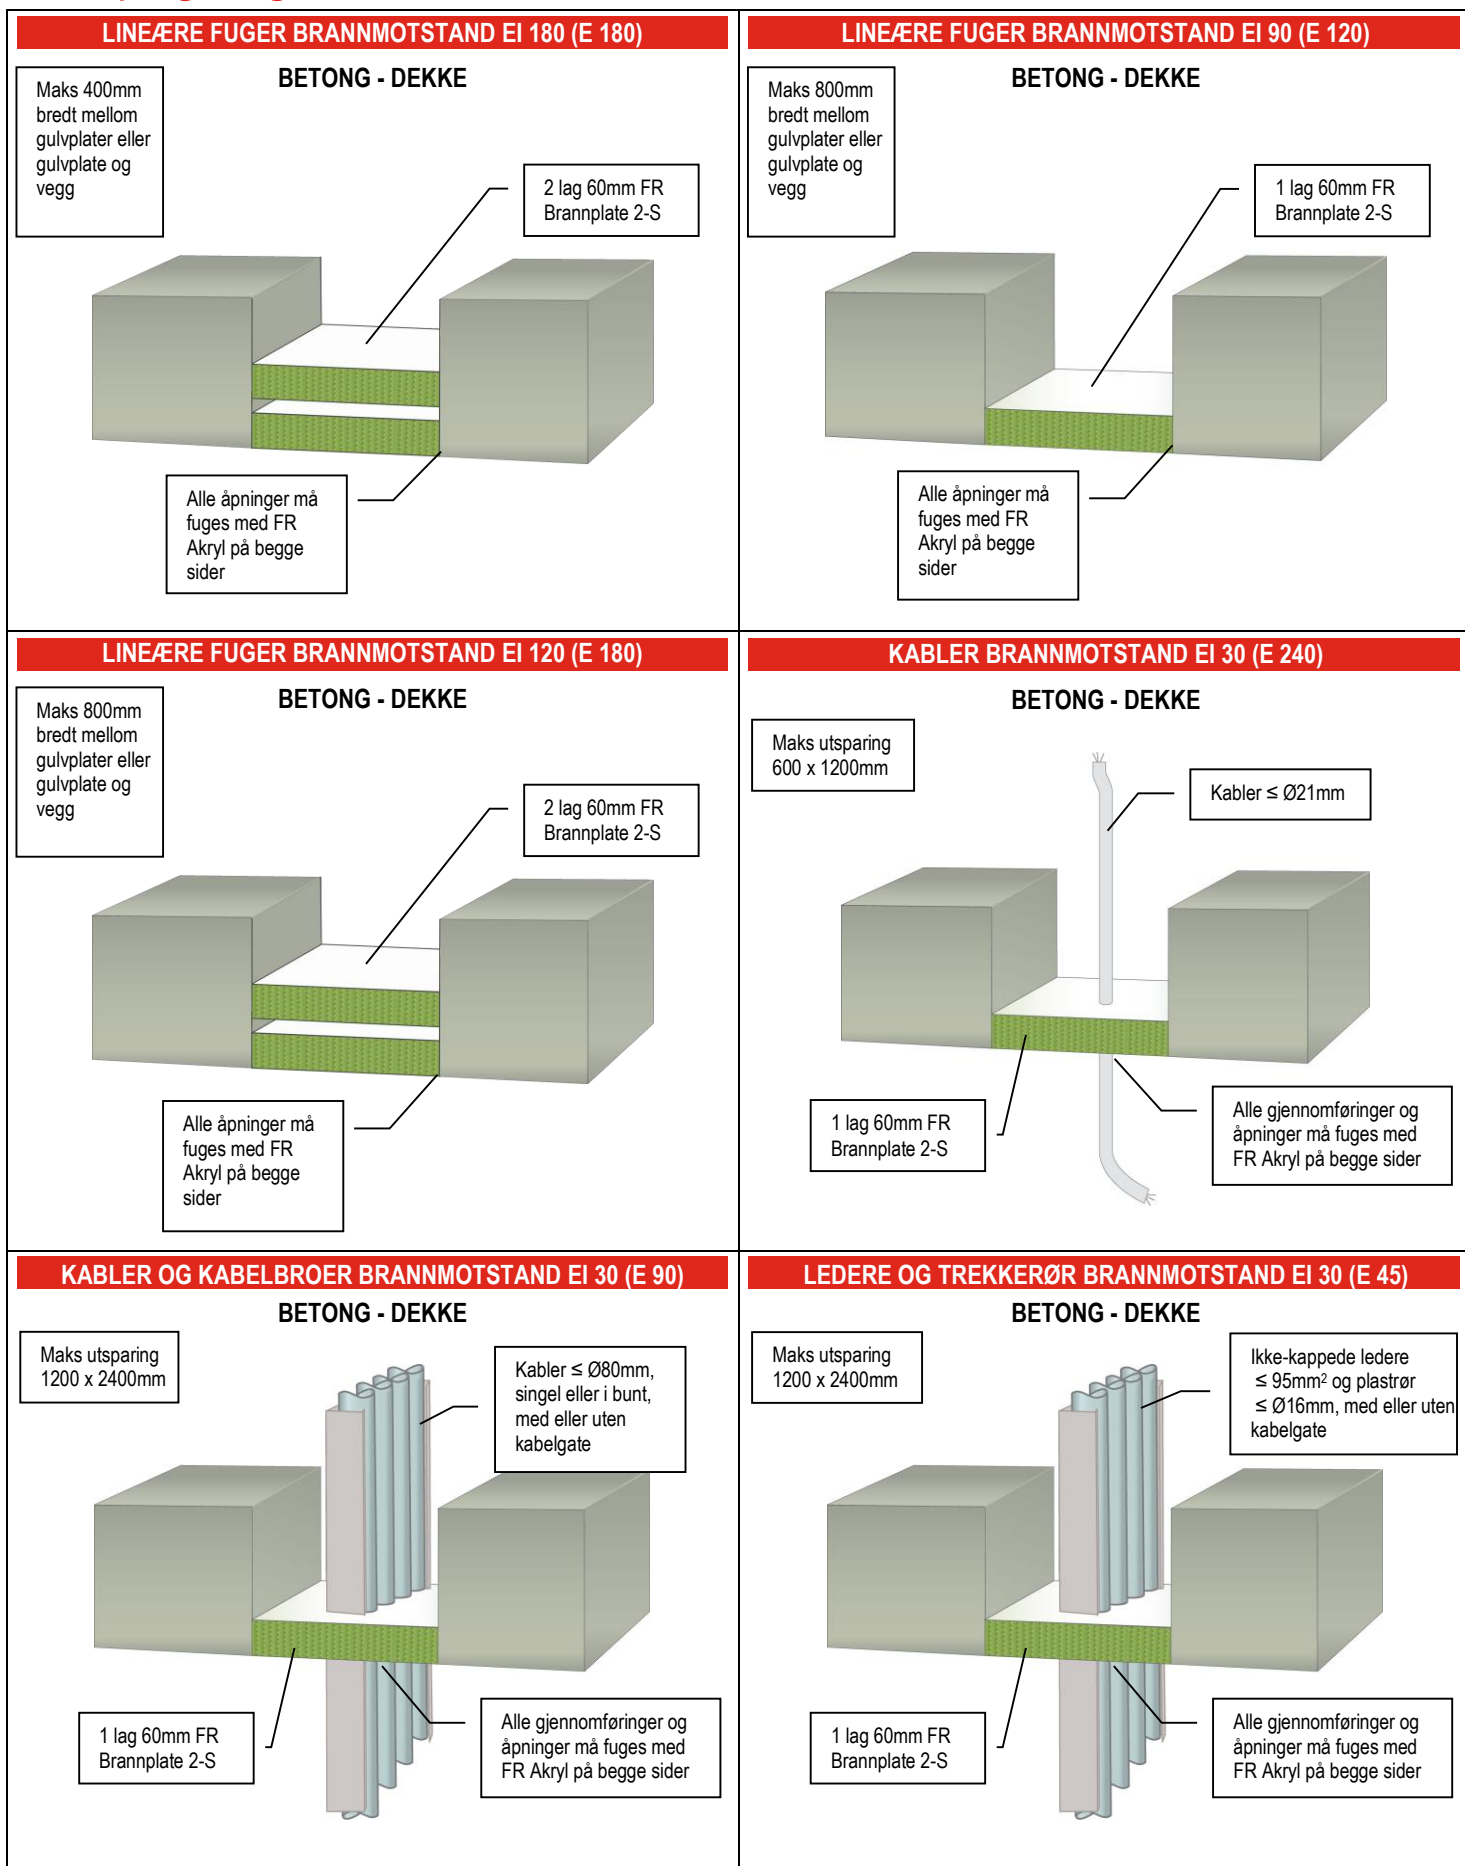 LINEÆRE FUGER BRANNMOTSTAND EI 180 (E 180)
BETONG - DEKKE
Maks 400mm
bredt mellom
gulvplater eller
gulvplate og
vegg
2 lag 60mm FR
Brannplate 2-S
Alle åpninger må
fuges med FR
Akryl på begge
sider
LINEÆRE FUGER BRANNMOTSTAND EI 90 (E 120)
BETONG - DEKKE
Maks 800mm
bredt mellom
gulvplater eller
gulvplate og
vegg
1 lag 60mm FR
Brannplate 2-S
Alle åpninger må
fuges med FR
Akryl på begge
sider
LINEÆRE FUGER BRANNMOTSTAND EI 120 (E 180)
BETONG - DEKKE
Maks 800mm
bredt mellom
gulvplater eller
gulvplate og
vegg
2 lag 60mm FR
Brannplate 2-S
Alle åpninger må
fuges med FR
Akryl på begge
sider
KABLER BRANNMOTSTAND EI 30 (E 240)
BETONG - DEKKE
Maks utsparing
600 x 1200mm
Kabler ≤ Ø21mm
1 lag 60mm FR
Brannplate 2-S
Alle gjennomføringer og
åpninger må fuges med
FR Akryl på begge sider
KABLER OG KABELBROER BRANNMOTSTAND EI 30 (E 90)
BETONG - DEKKE
Maks utsparing
1200 x 2400mm
Kabler ≤ Ø80mm,
singel eller i bunt,
med eller uten
kabelgate
1 lag 60mm FR
Brannplate 2-S
Alle gjennomføringer og
åpninger må fuges med
FR Akryl på begge sider
LEDERE OG TREKKERØR BRANNMOTSTAND EI 30 (E 45)
BETONG - DEKKE
Maks utsparing
1200 x 2400mm
Ikke-kappede ledere
≤ 95mm² og plastrør
≤ Ø16mm, med eller uten
kabelgate
1 lag 60mm FR
Brannplate 2-S
Alle gjennomføringer og
åpninger må fuges med
FR Akryl på begge sider